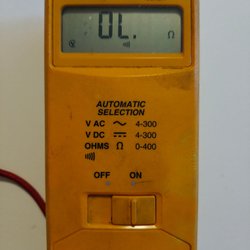 OL. Ω
AUTOMATIC
SELECTION
V AC 4-300
V DC 4-300
OHMS Ω 0-400
OFF ON